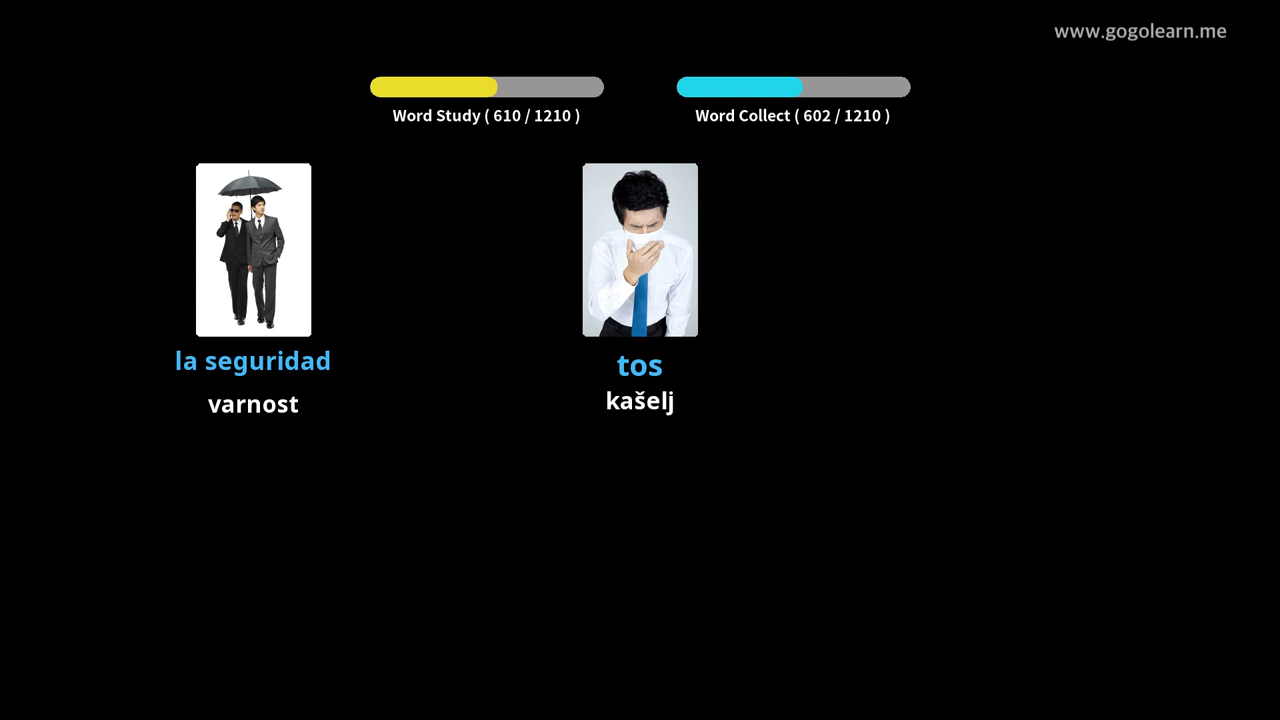 www.gogolearn.me
Word Study ( 610 / 1210 )
Word Collect ( 602 / 1210 )
la seguridad
varnost
tos
kašelj